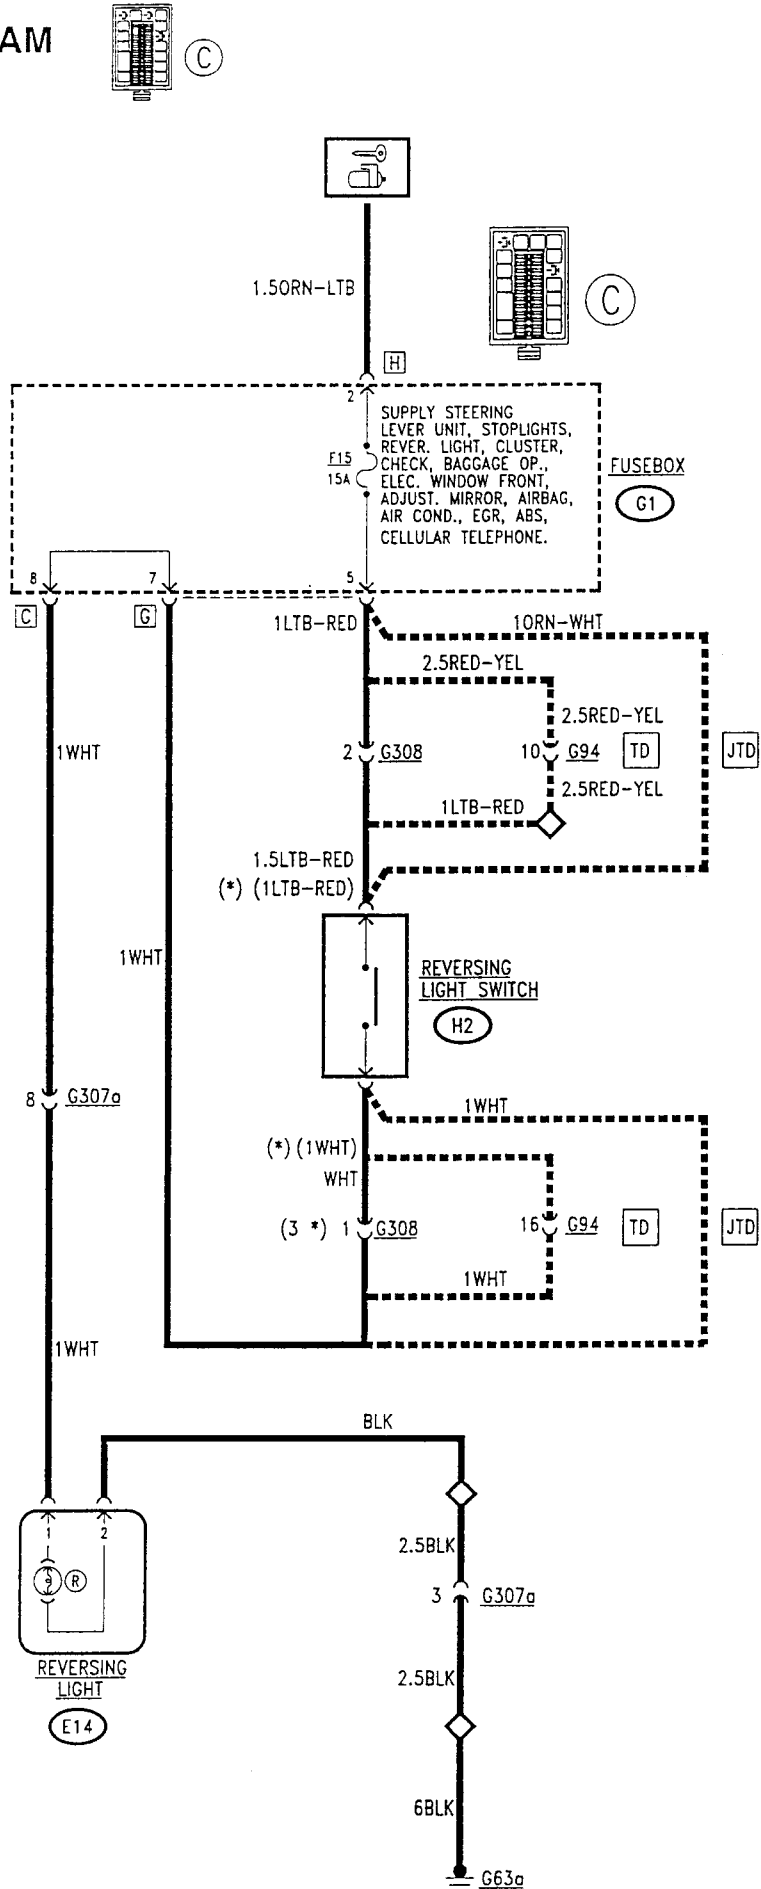 AM
C
1.5ORN-LTB
C
H
2
SUPPLY STEERING
LEVER UNIT, STOPLIGHTS,
REVER. LIGHT, CLUSTER,
CHECK, BAGGAGE OP.,
ELEC. WINDOW FRONT,
ADJUST. MIRROR, AIRBAG,
AIR COND., EGR, ABS,
CELLULAR TELEPHONE.
F15
15A
FUSEBOX
G1
8
7
5
C
G
1LTB-RED
1ORN-WHT
2.5RED-YEL
2.5RED-YEL
1WHT
2 G308
10 G94
TD
JTD
2.5RED-YEL
1LTB-RED
1.5LTB-RED
(*) (1LTB-RED)
1WHT
REVERSING
LIGHT SWITCH
H2
8 G307a
1WHT
(*) (1WHT)
WHT
(3 *) 1 G308
16 G94
TD
JTD
1WHT
1WHT
BLK
1
2
R
2.5BLK
3 G307a
REVERSING
LIGHT
E14
2.5BLK
6BLK
G63a